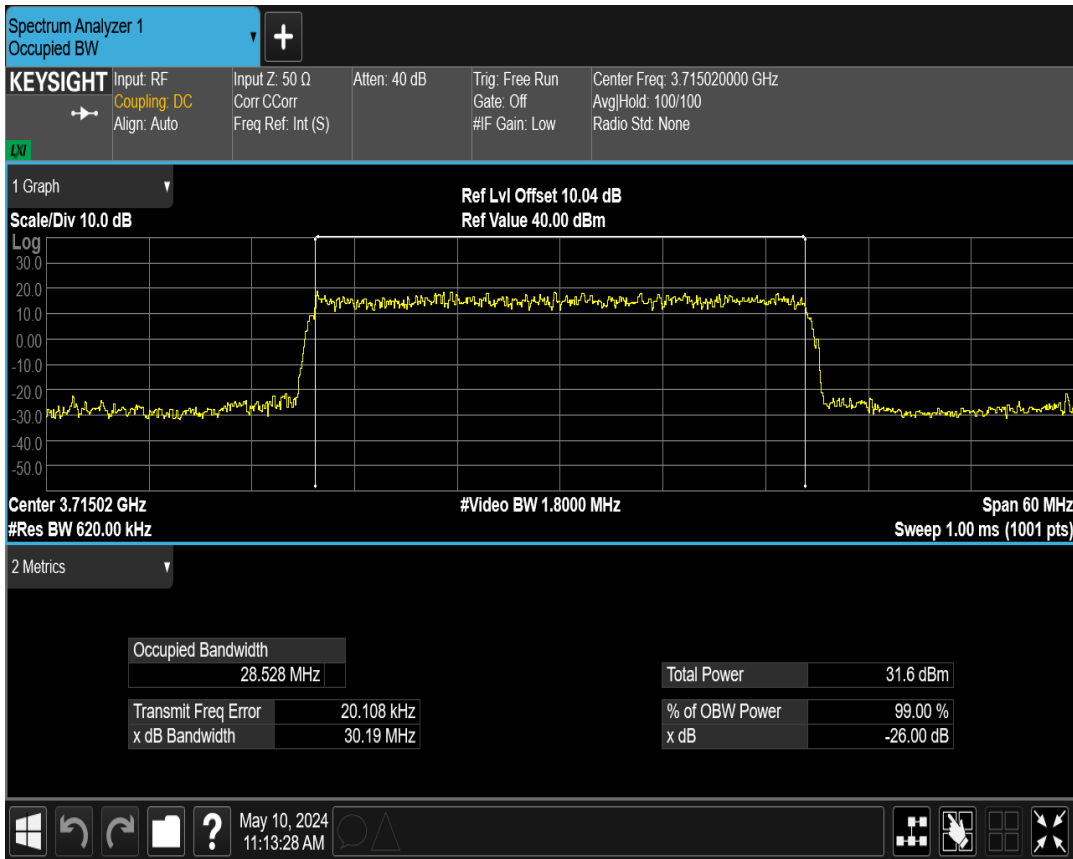 Spectrum Analyzer 1
Occupied BW
KEYSIGHT
Input: RF
Coupling: DC
Align: Auto
Input Z: 50 Ω
Corr CCorr
Freq Ref: Int (S)
Atten: 40 dB
Trig: Free Run
Gate: Off
#IF Gain: Low
Center Freq: 3.715020000 GHz
Avg|Hold: 100/100
Radio Std: None
LXI
1 Graph
Scale/Div 10.0 dB
Ref Lvl Offset 10.04 dB
Ref Value 40.00 dBm
Log
30.0
20.0
10.0
0.00
-10.0
-20.0
-30.0
-40.0
-50.0
Center 3.71502 GHz
#Res BW 620.00 kHz
#Video BW 1.8000 MHz
Span 60 MHz
Sweep 1.00 ms (1001 pts)
2 Metrics
Occupied Bandwidth
28.528 MHz
Transmit Freq Error 20.108 kHz
x dB Bandwidth 30.19 MHz
Total Power 31.6 dBm
% of OBW Power 99.00 %
x dB -26.00 dB
?
May 10, 2024
11:13:28 AM